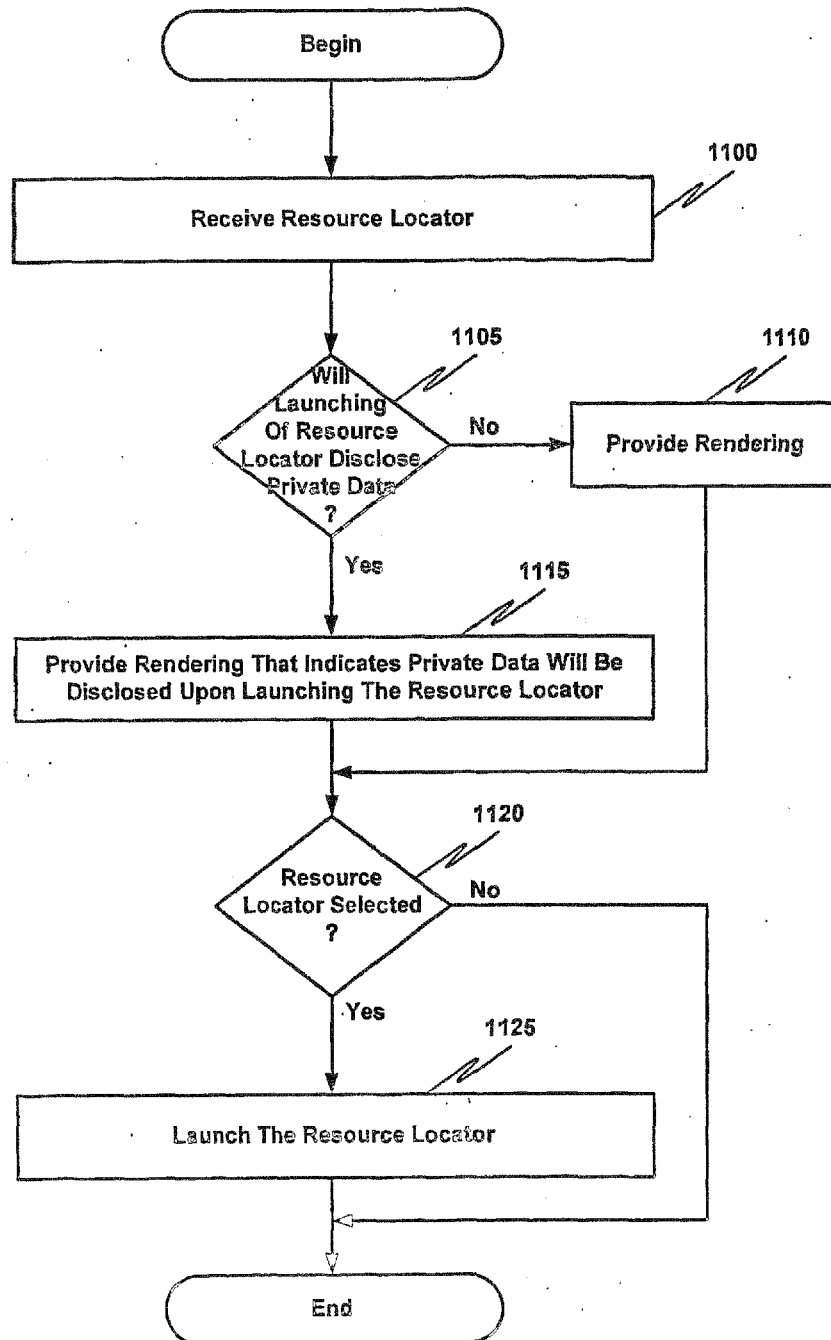 Begin
1100
Receive Resource Locator
1105
Will
Launching
Of Resource
Locator Disclose
Private Data
?
No
1110
Provide Rendering
Yes
1115
Provide Rendering That Indicates Private Data Will Be
Disclosed Upon Launching The Resource Locator
1120
Resource
Locator Selected
?
No
Yes
1125
Launch The Resource Locator
End